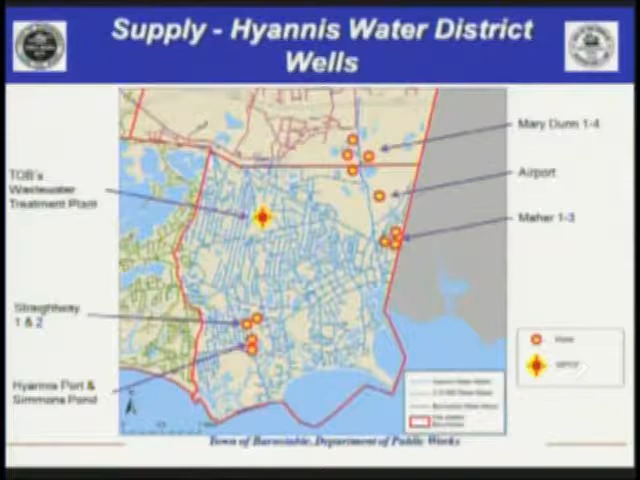 Supply - Hyannis Water District
Wells
Mary Dunn 1-4
TOB's
Wastewater
Treatment Plant
Airport
Maher 1-3
Straightway
1 & 2
Hyannis Port &
Simmons Pond
Wells
WPCF
Town of Barnstable, Department of Public Works